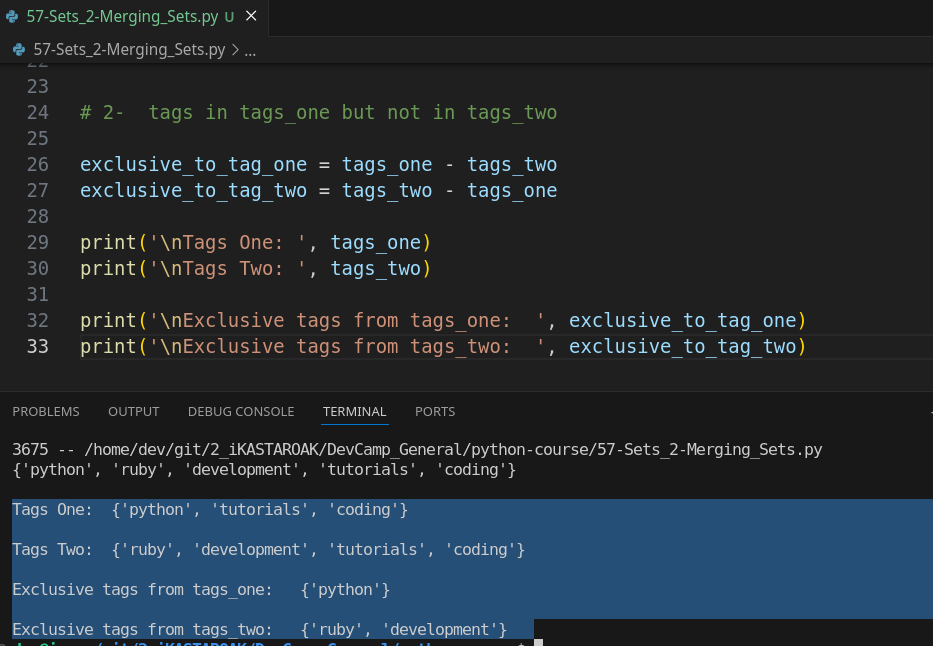 57-Sets_2-Merging_Sets.py U ×
57-Sets_2-Merging_Sets.py > ...
22
23
24 # 2-  tags in tags_one but not in tags_two
25
26 exclusive_to_tag_one = tags_one - tags_two
27 exclusive_to_tag_two = tags_two - tags_one
28
29 print('\nTags One: ', tags_one)
30 print('\nTags Two: ', tags_two)
31
32 print('\nExclusive tags from tags_one:  ', exclusive_to_tag_one)
33 print('\nExclusive tags from tags_two:  ', exclusive_to_tag_two)
PROBLEMS OUTPUT DEBUG CONSOLE TERMINAL PORTS
3675 -- /home/dev/git/2_iKASTAROAK/DevCamp_General/python-course/57-Sets_2-Merging_Sets.py
{'python', 'ruby', 'development', 'tutorials', 'coding'}
Tags One:  {'python', 'tutorials', 'coding'}
Tags Two:  {'ruby', 'development', 'tutorials', 'coding'}
Exclusive tags from tags_one:   {'python'}
Exclusive tags from tags_two:   {'ruby', 'development'}